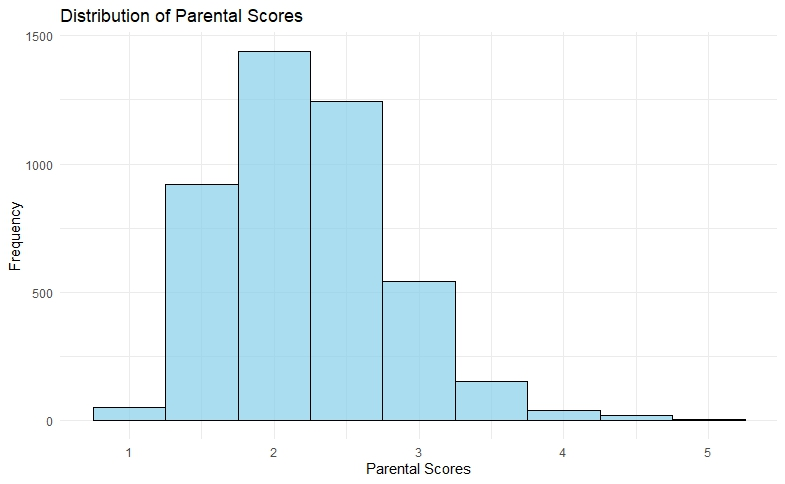 Distribution of Parental Scores
1500
1000
500
0
Frequency
1 2 3 4 5
Parental Scores